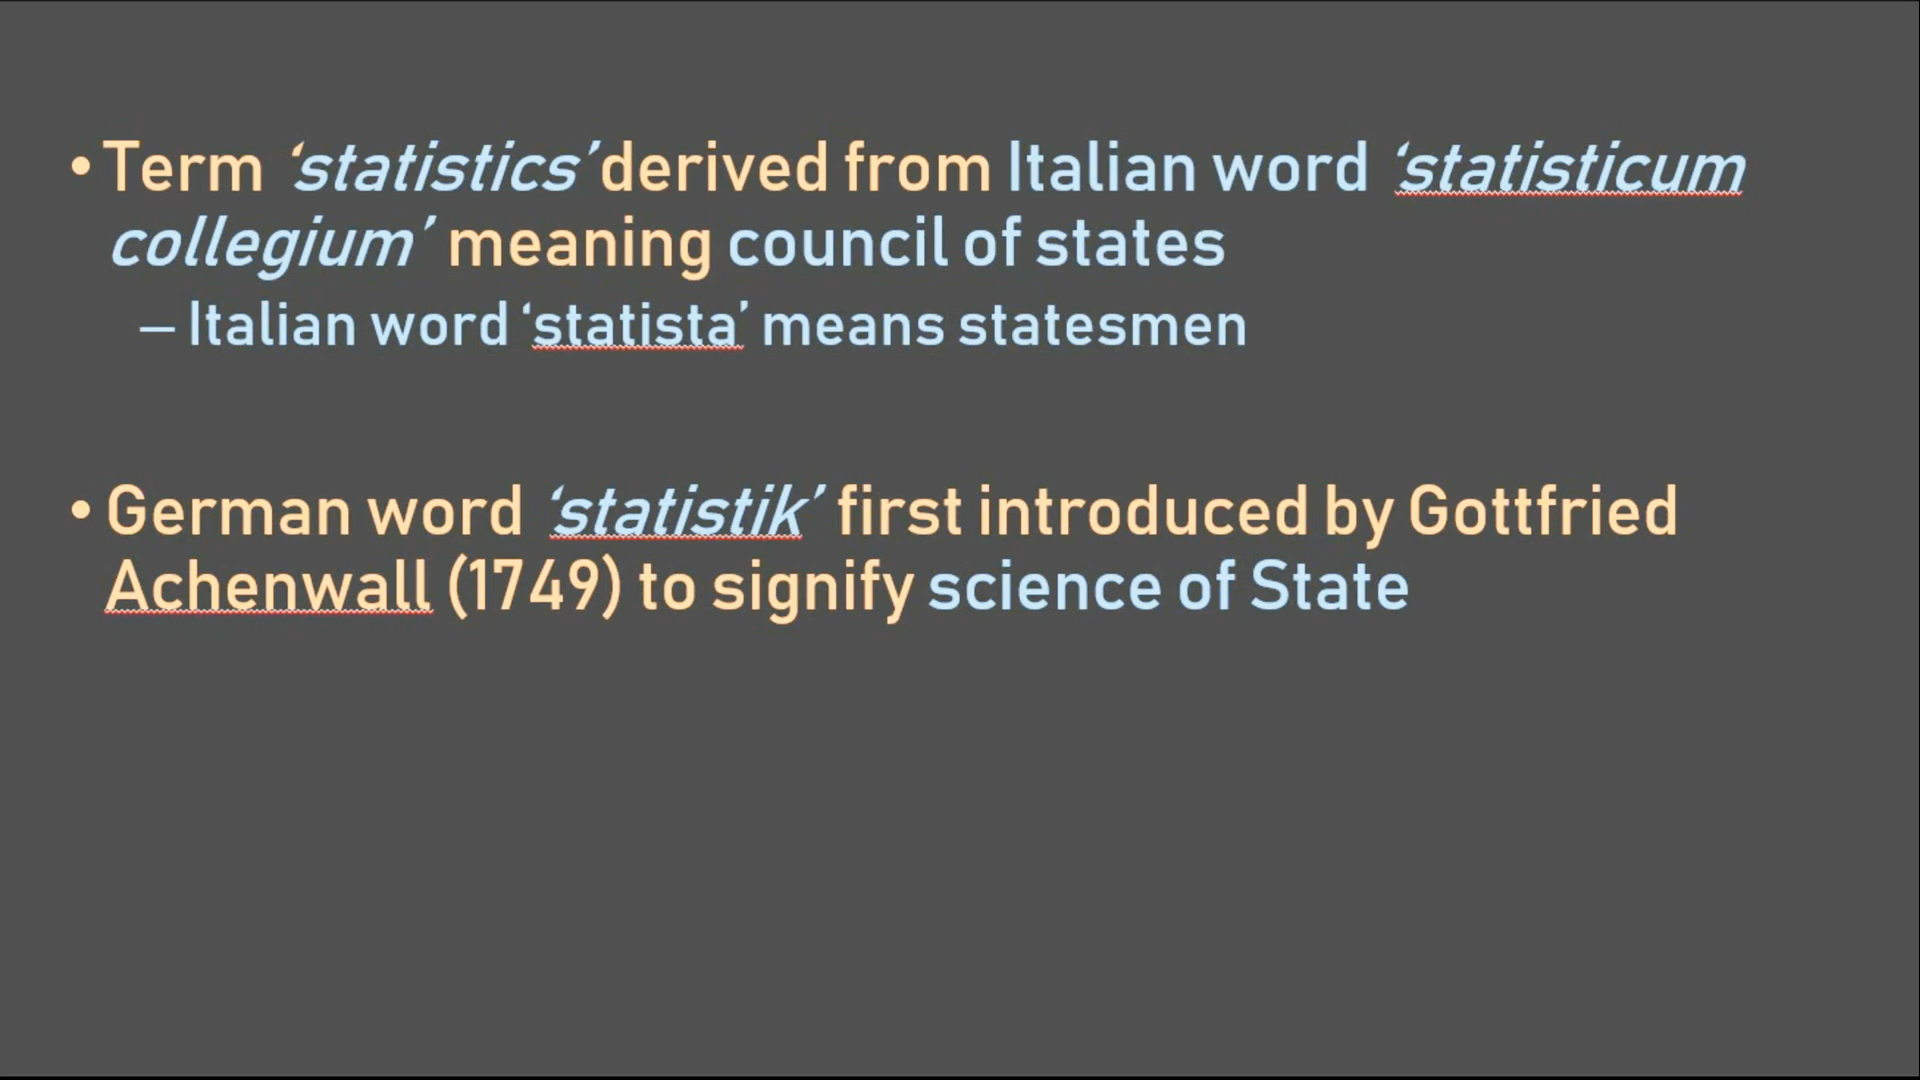 • Term ‘statistics’ derived from Italian word ‘statisticum
collegium’ meaning council of states
– Italian word ‘statista’ means statesmen
• German word ‘statistik’ first introduced by Gottfried
Achenwall (1749) to signify science of State